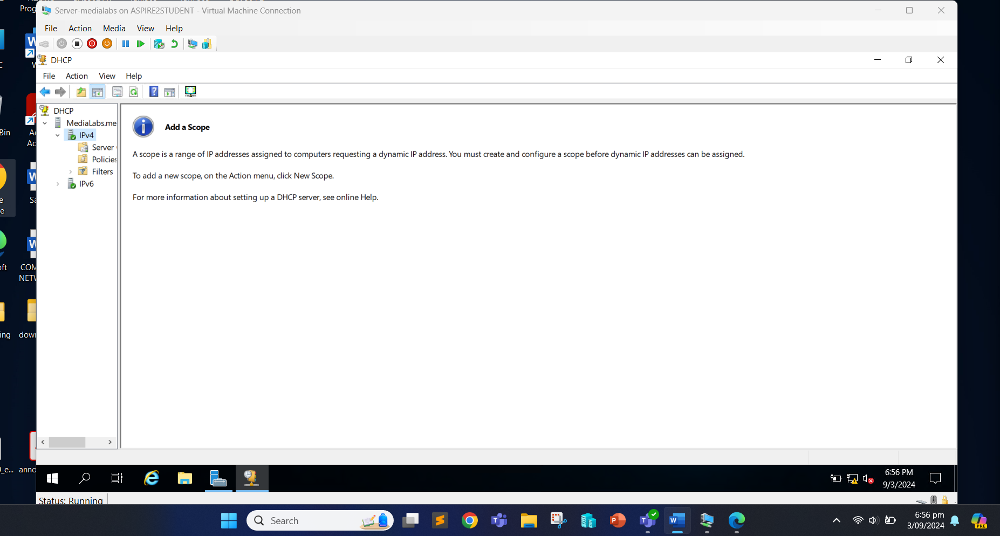 Prog
Server-medialabs on ASPIRE2STUDENT - Virtual Machine Connection
File Action Media View Help
DHCP
File Action View Help
DHCP
MediaLabs.me
IPv4
Server
Policies
Filters
IPv6
Add a Scope
A scope is a range of IP addresses assigned to computers requesting a dynamic IP address. You must create and configure a scope before dynamic IP addresses can be assigned.
To add a new scope, on the Action menu, click New Scope.
For more information about setting up a DHCP server, see online Help.
Bin
Ac
Sa
e
e
oft
COM
NETW
ing
down
_e...
anno
6:56 PM
9/3/2024
Status: Running
Search
6:56 pm
3/09/2024
PRE